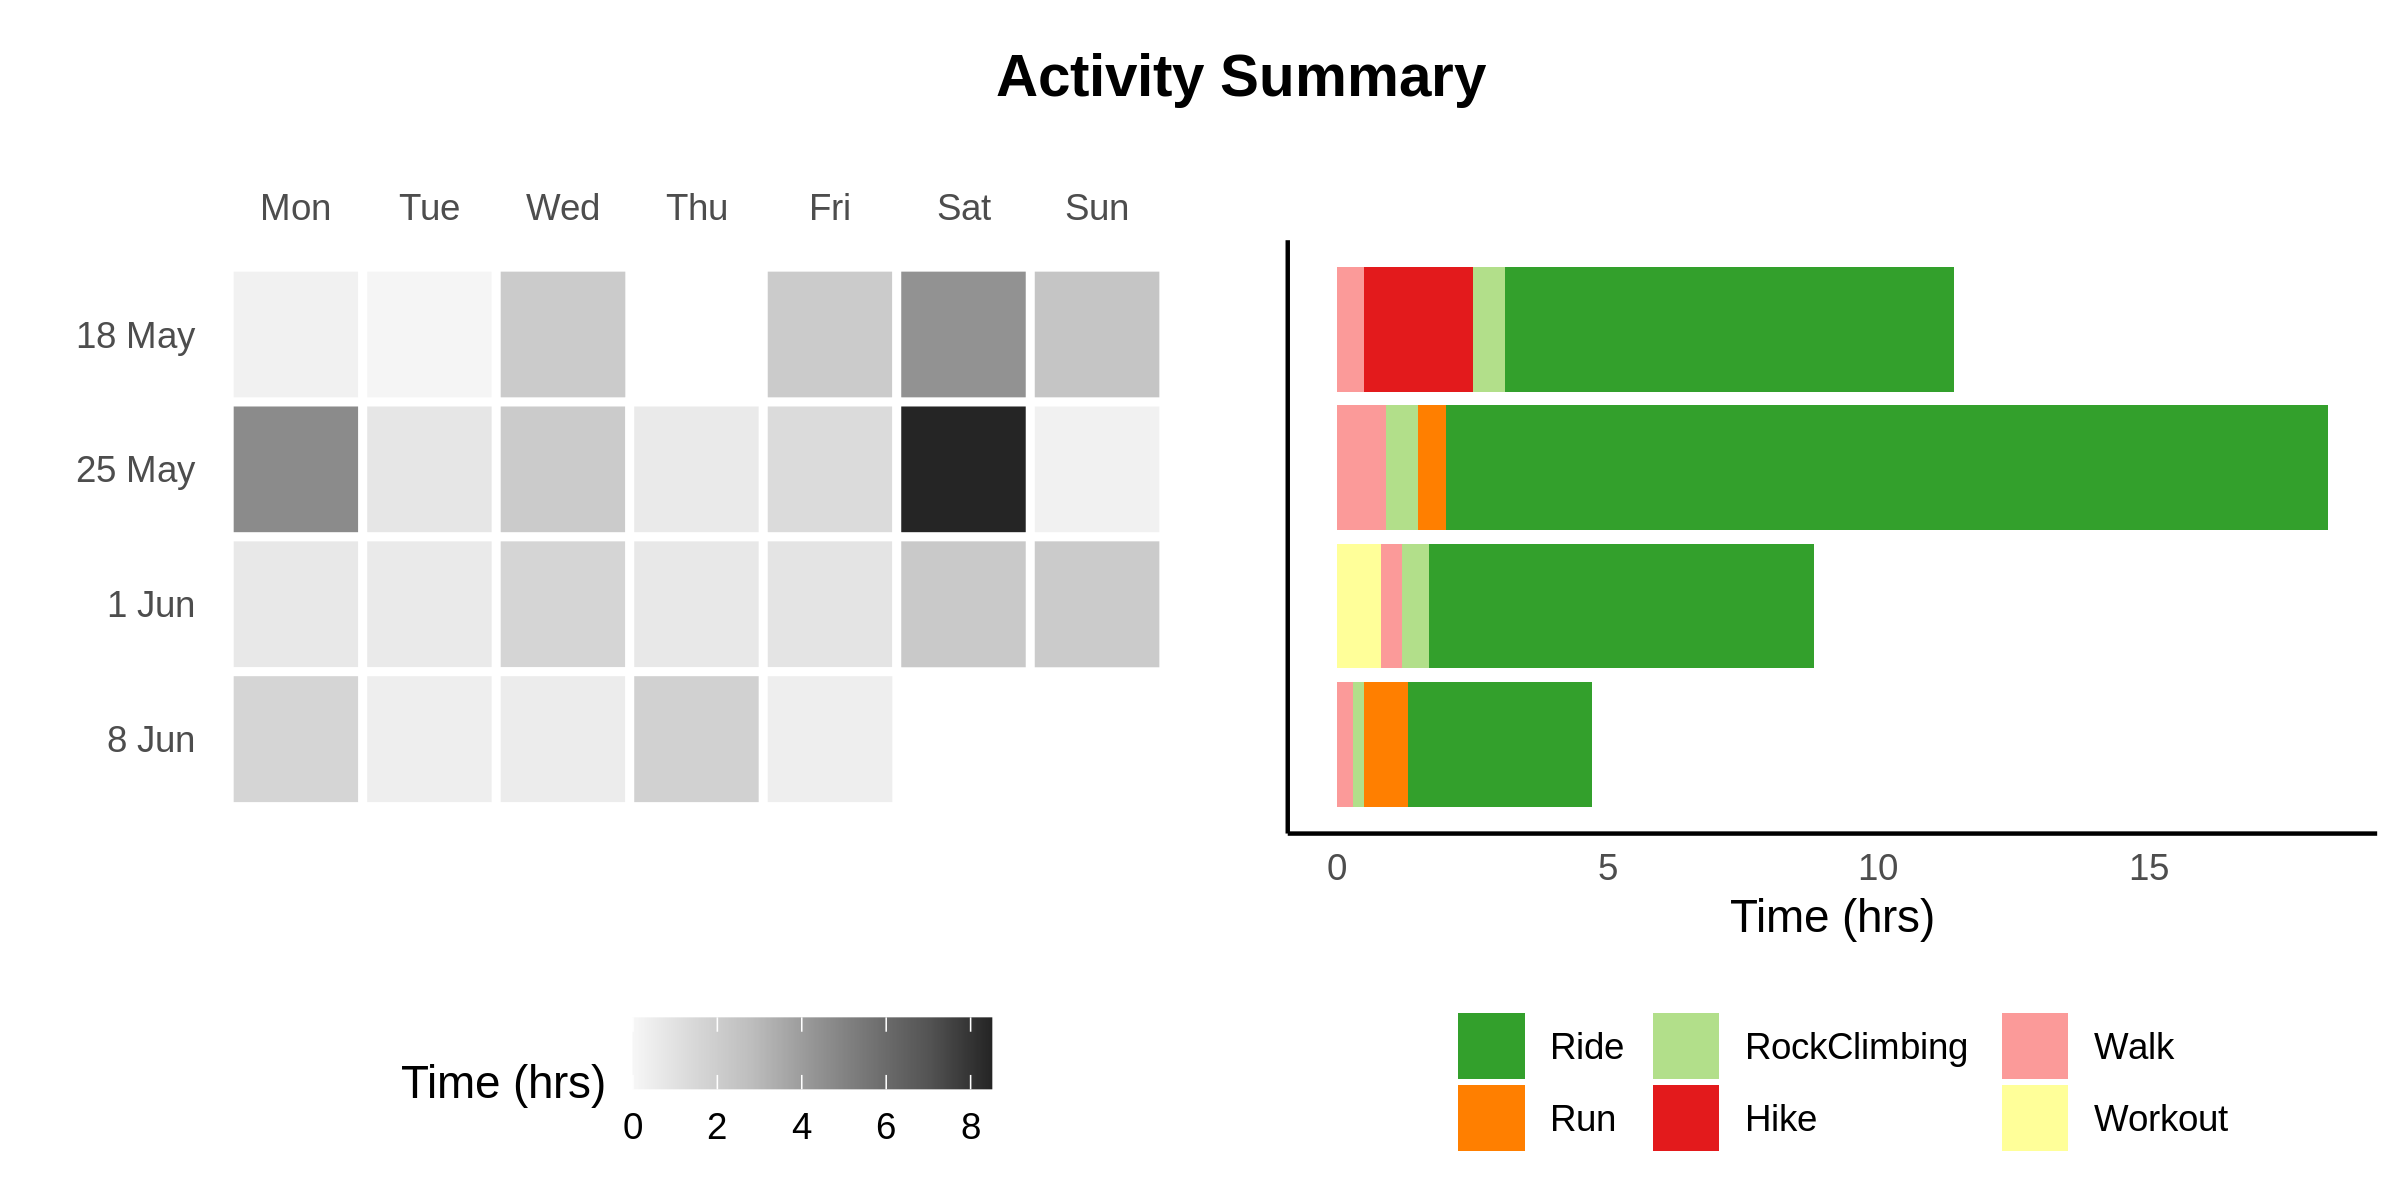 Activity Summary
Mon Tue Wed Thu Fri Sat Sun
18 May
25 May
1 Jun
8 Jun
0 5 10 15
Time (hrs)
Time (hrs)
0 2 4 6 8
Ride RockClimbing Walk
Run Hike Workout